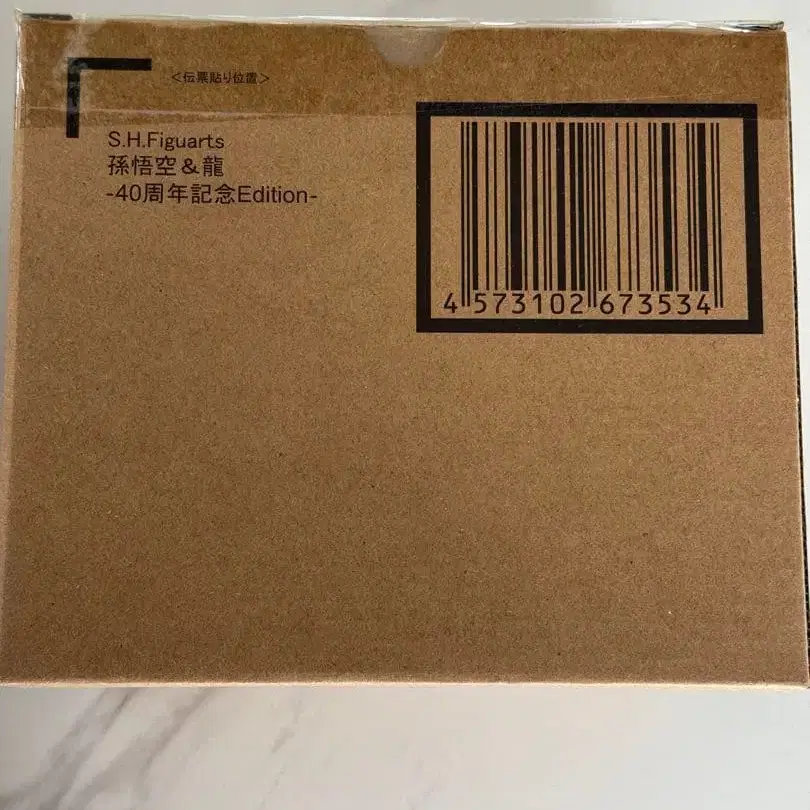 <伝票貼り位置>
S.H.Figuarts
孫悟空&龍
-40周年記念Edition-
4 573102 673534